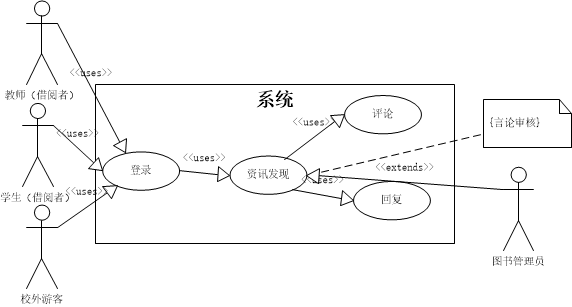 教师（借阅者）
<<uses>>
系统
评论
<<uses>>
{言论审核}
学生（借阅者）
<<uses>>
登录
<<uses>>
资讯发现
<<extends>>
<<uses>>
<<uses>>
回复
校外游客
图书管理员